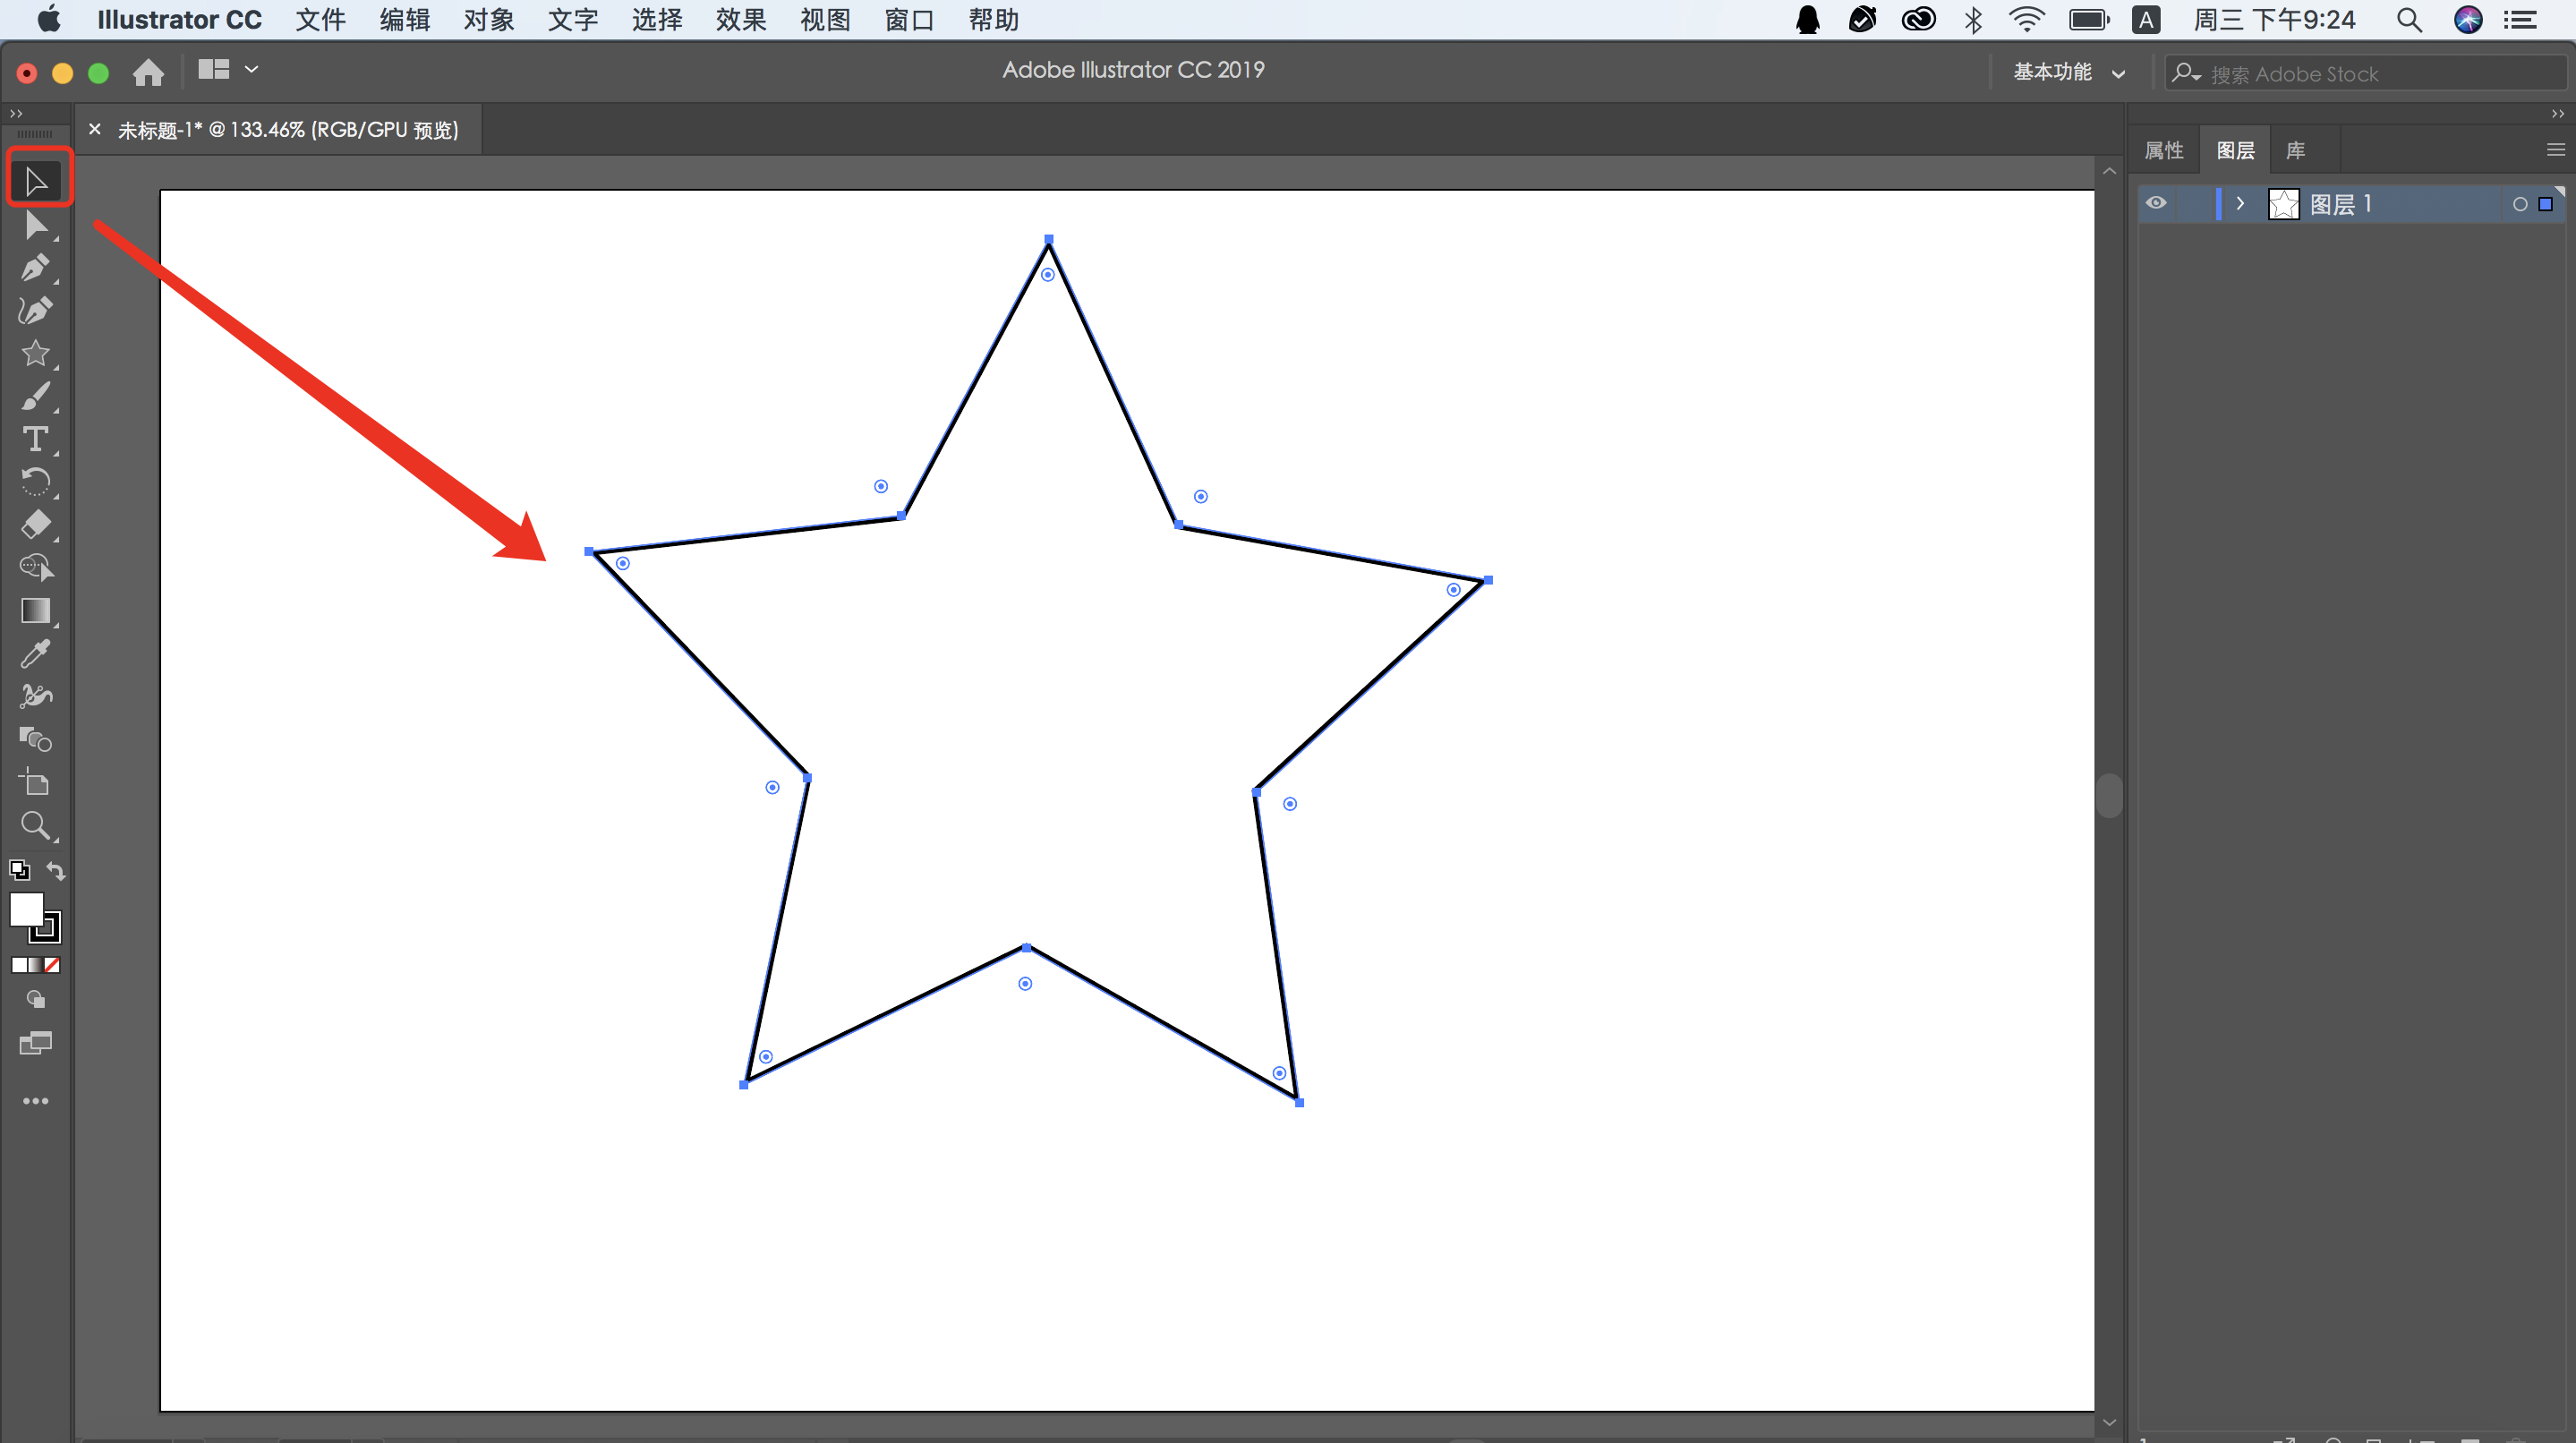 Illustrator CC 文件 编辑 对象 文字 选择 效果 视图 窗口 帮助 A 周三 下午9:24
Adobe Illustrator CC 2019 基本功能 搜索 Adobe Stock
× 未标题-1* @ 133.46% (RGB/GPU 预览)
属性 图层 库
图层 1